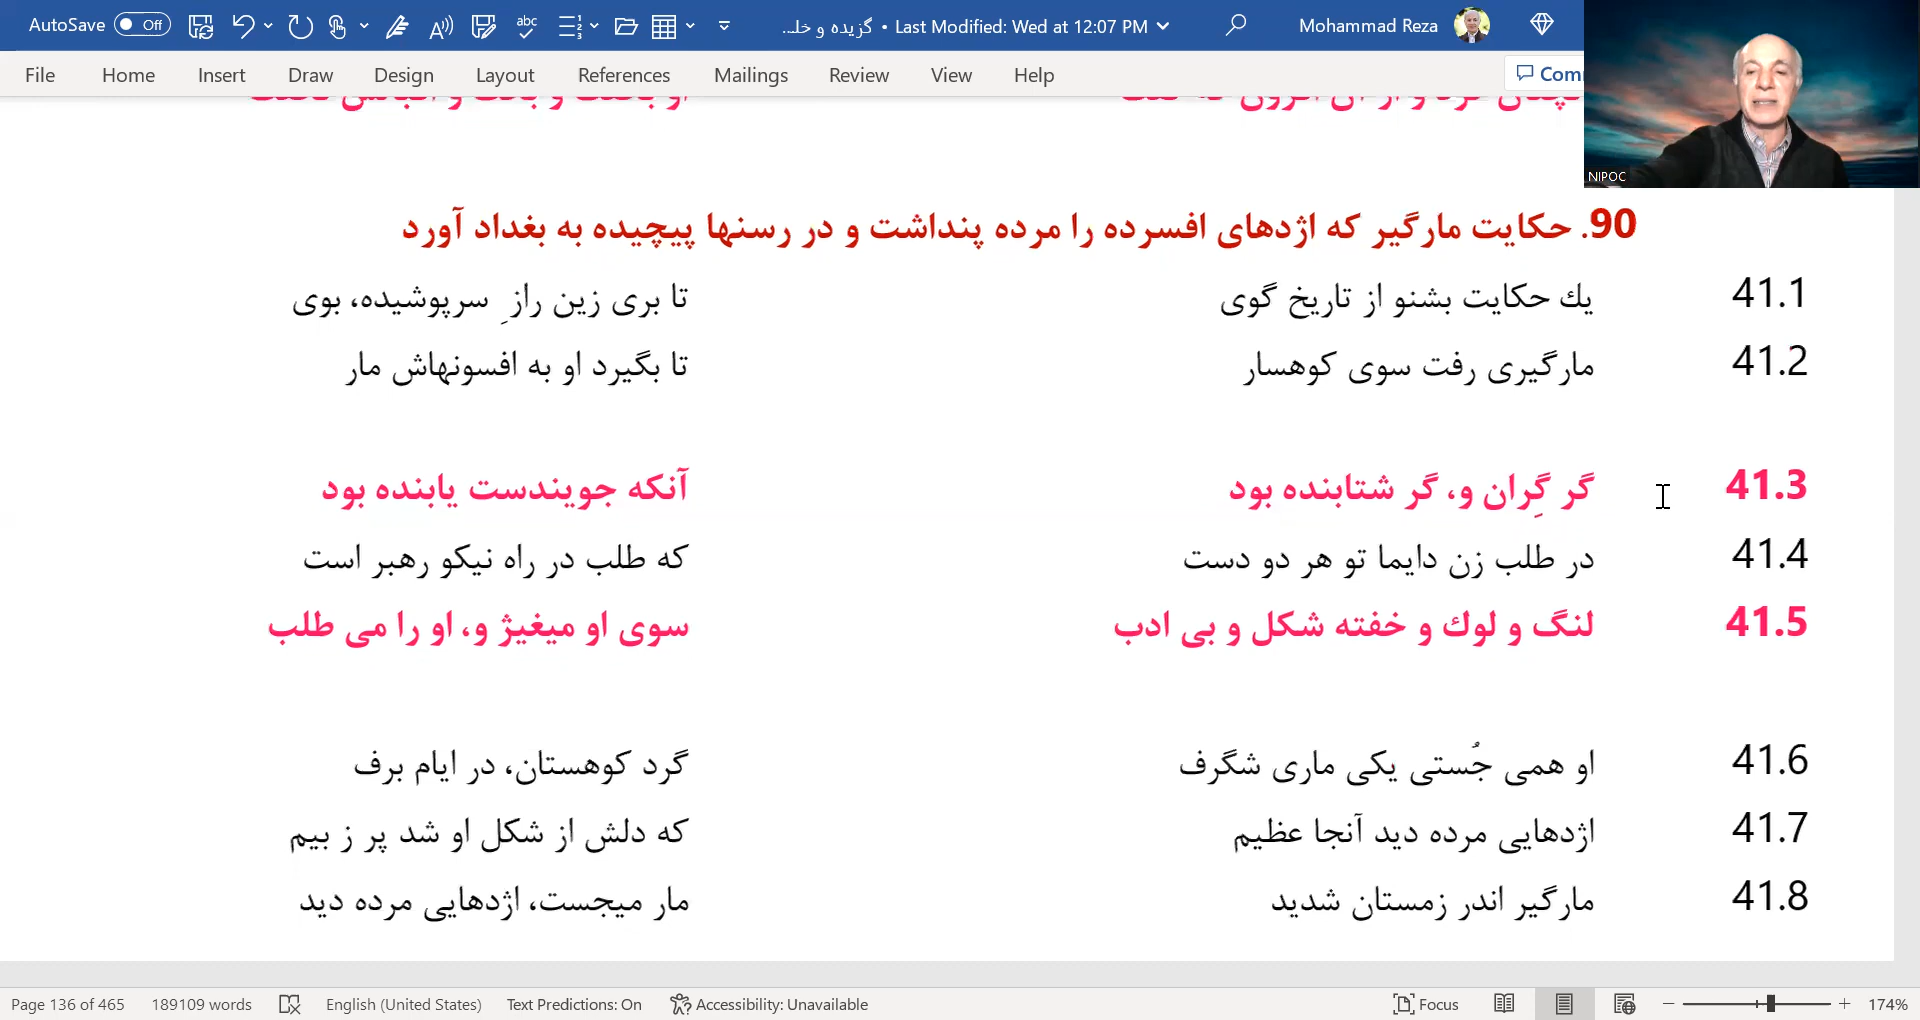 AutoSave Off abc گزیده و خل... • Last Modified: Wed at 12:07 PM Mohammad Reza
File Home Insert Draw Design Layout References Mailings Review View Help Com
NIPOC
90. حکایت مارگیر که اژدهای افسرده را مرده پنداشت و در رسنها پیچیده به بغداد آورد
41.1 يك حکایت بشنو از تاریخ گوی تا بری زین رازِ سرپوشیده، بوی
41.2 مارگیری رفت سوی کوهسار تا بگیرد او به افسونهاش مار
41.3 گر گِران و، گر شتابنده بود آنکه جویندست یابنده بود
41.4 در طلب زن دایما تو هر دو دست که طلب در راه نیکو رهبر است
41.5 لنگ و لوك و خفته شکل و بی ادب سوی او میغیژ و، او را می طلب
41.6 او همی جُستی یکی ماری شگرف گرد کوهستان، در ایام برف
41.7 اژدهایی مرده دید آنجا عظیم که دلش از شکل او شد پر ز بیم
41.8 مارگیر اندر زمستان شدید مار میجست، اژدهایی مرده دید
Page 136 of 465 189109 words English (United States) Text Predictions: On Accessibility: Unavailable Focus 174%